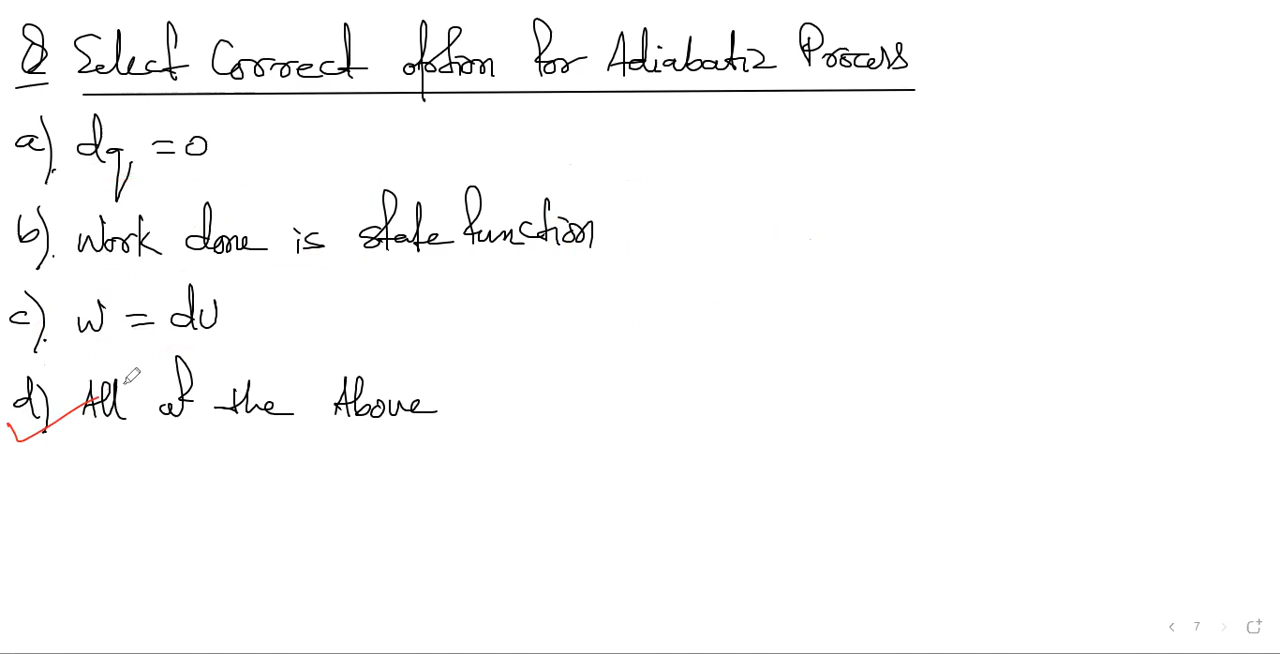 Q Select Correct option for Adiabatic Process
a). dq = 0
b). Work done is state function
c). W = dU
d) All of the Above
7